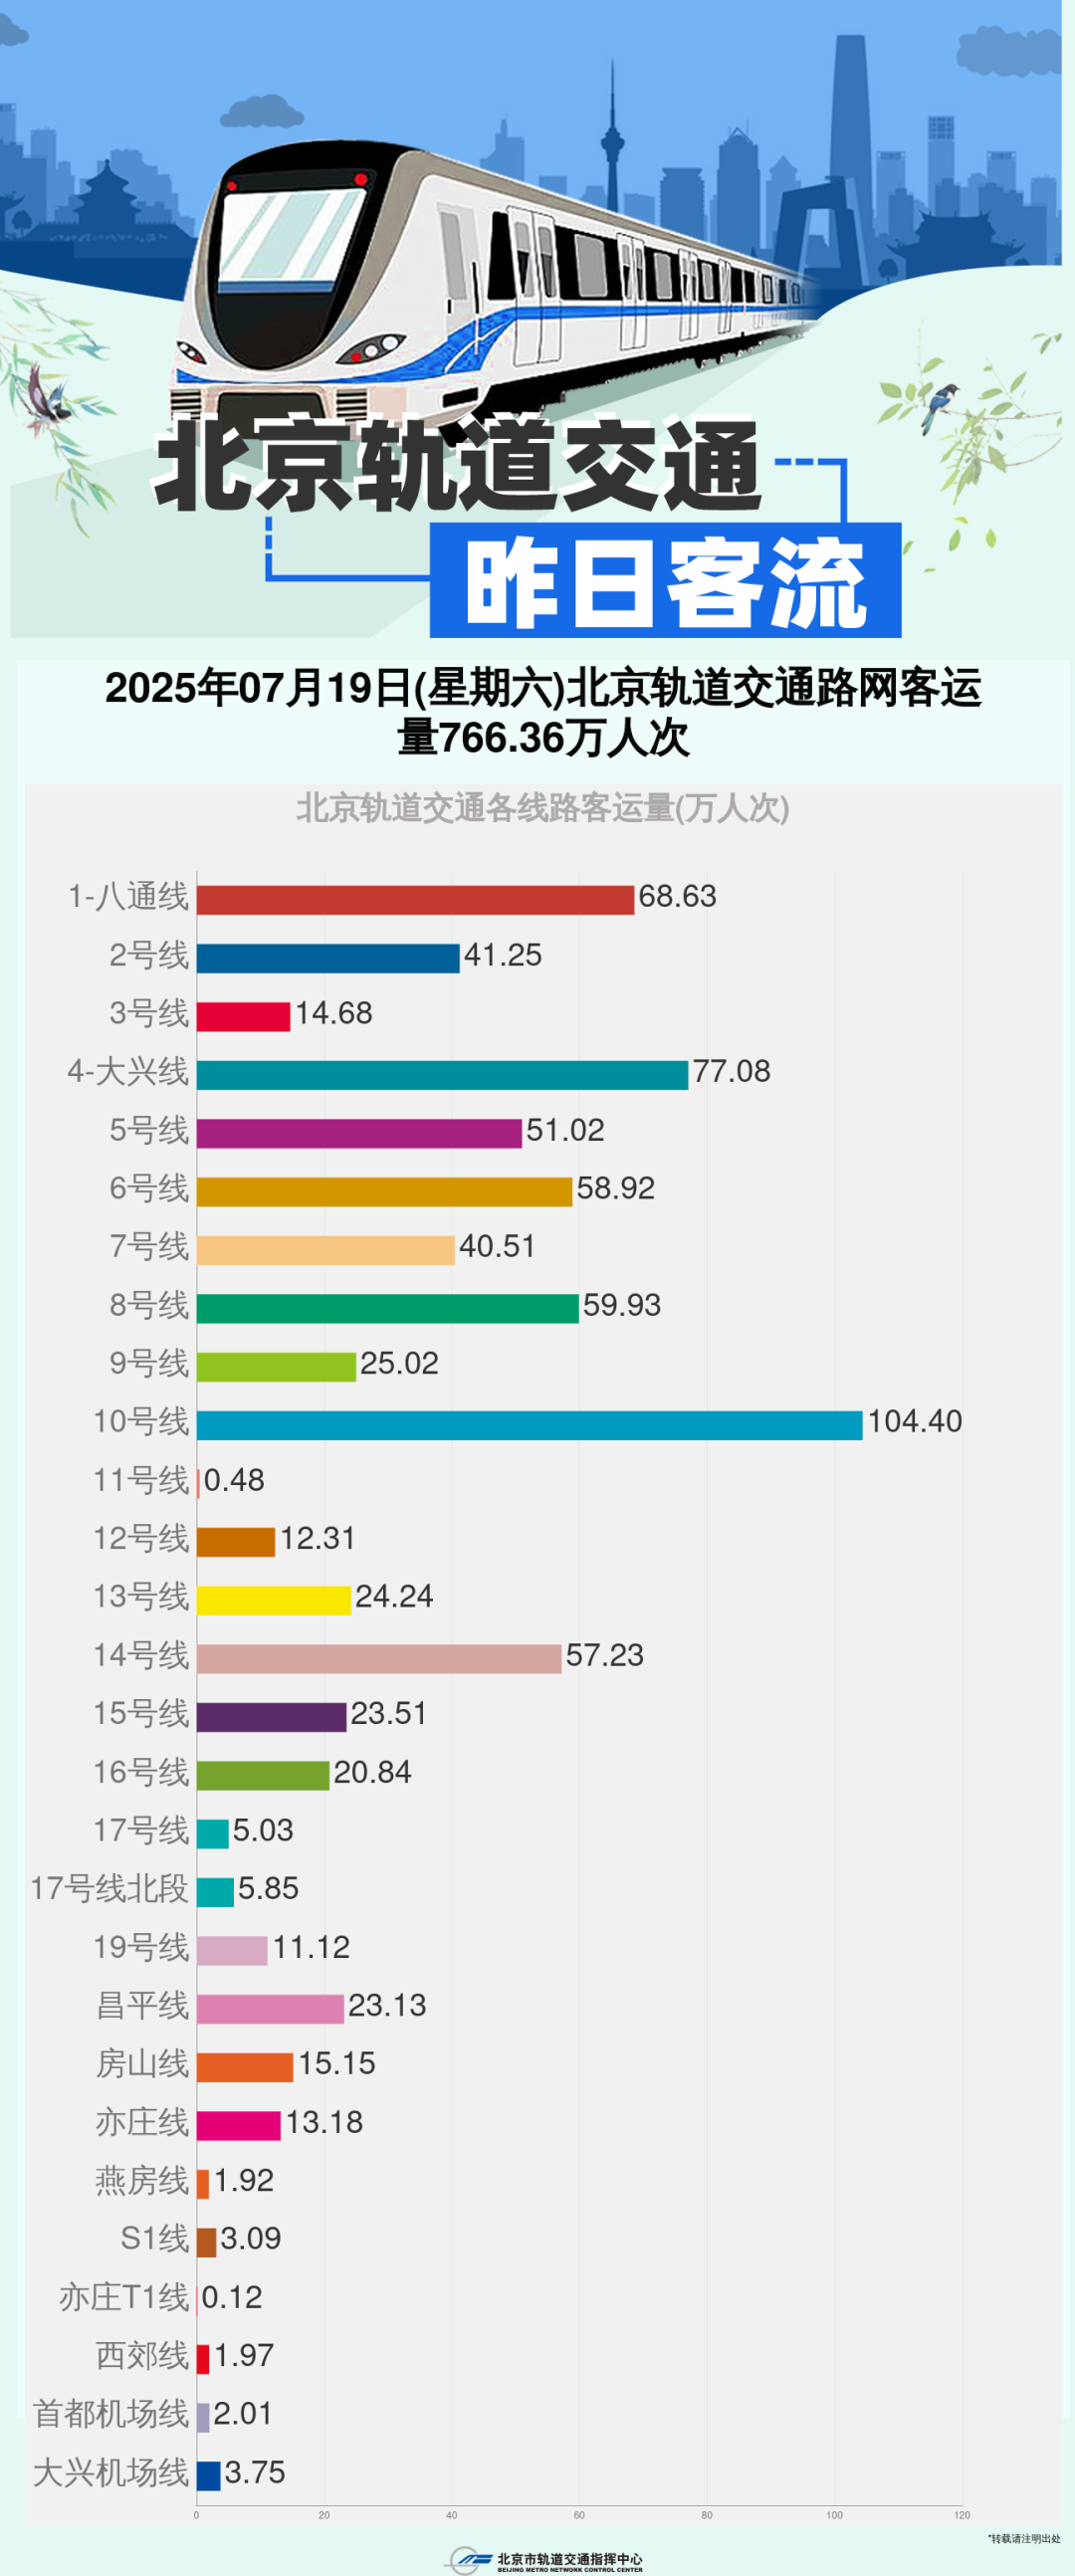 北京轨道交通
昨日客流
2025年07月19日(星期六)北京轨道交通路网客运
量766.36万人次
北京轨道交通各线路客运量(万人次)
1-八通线 68.63
2号线 41.25
3号线 14.68
4-大兴线 77.08
5号线 51.02
6号线 58.92
7号线 40.51
8号线 59.93
9号线 25.02
10号线 104.40
11号线 0.48
12号线 12.31
13号线 24.24
14号线 57.23
15号线 23.51
16号线 20.84
17号线 5.03
17号线北段 5.85
19号线 11.12
昌平线 23.13
房山线 15.15
亦庄线 13.18
燕房线 1.92
S1线 3.09
亦庄T1线 0.12
西郊线 1.97
首都机场线 2.01
大兴机场线 3.75
0 20 40 60 80 100 120
*转载请注明出处
北京市轨道交通指挥中心
BEIJING METRO NETWORK CONTROL CENTER